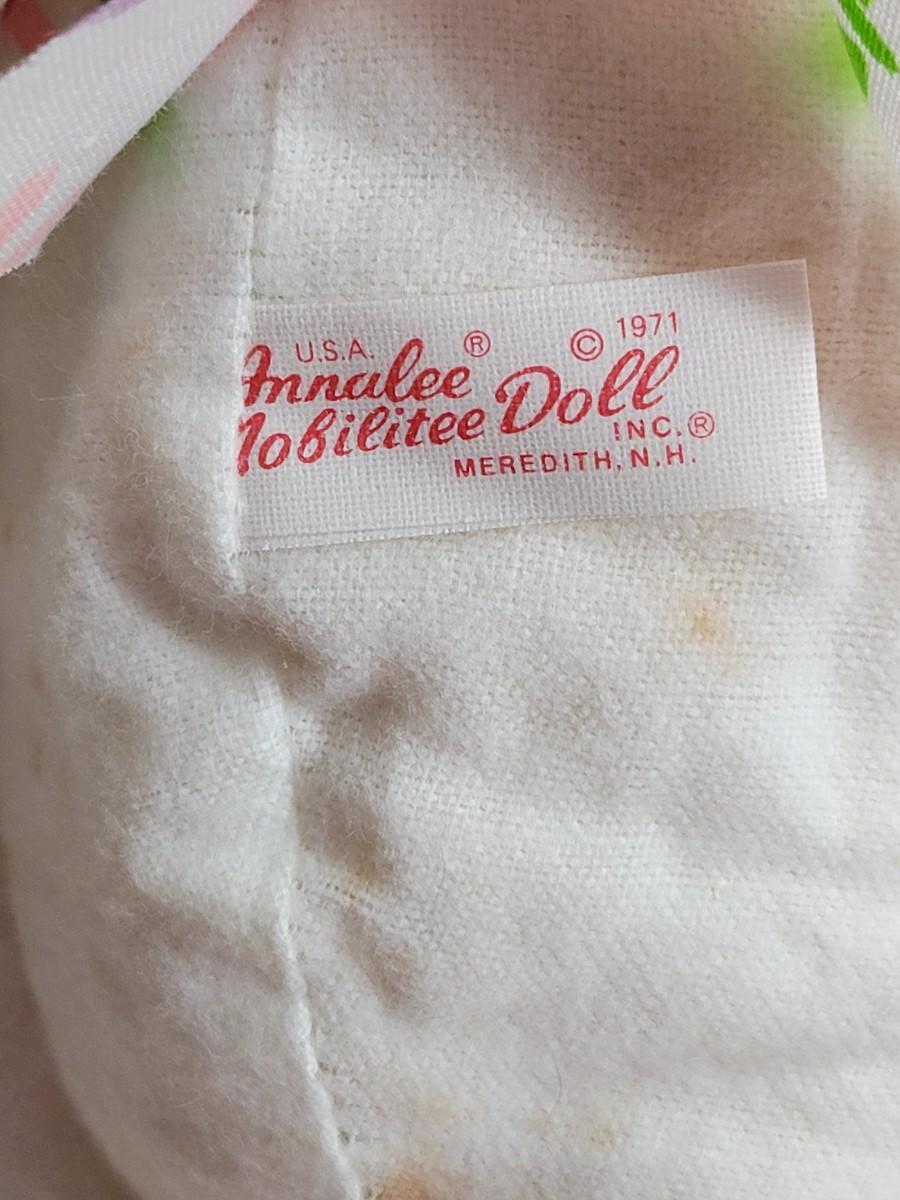 U.S.A. ® © 1971
Annalee
Mobilitee Doll
INC.®
MEREDITH, N.H.